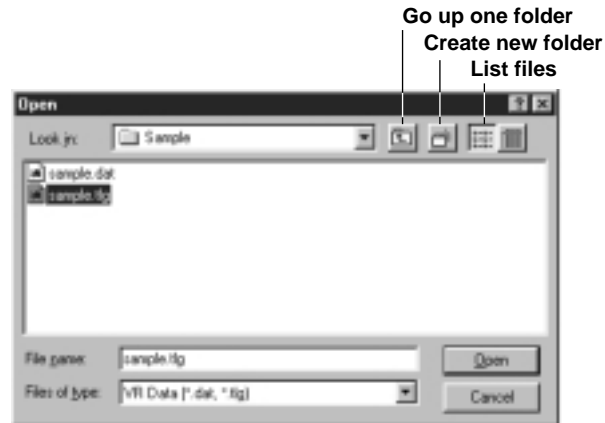 Go up one folder
Create new folder
List files
Open
Look in: Sample
sample.dat
sample.tlg
File name: sample.tlg
Open
Files of type: VR Data (*.dat, *.tlg)
Cancel